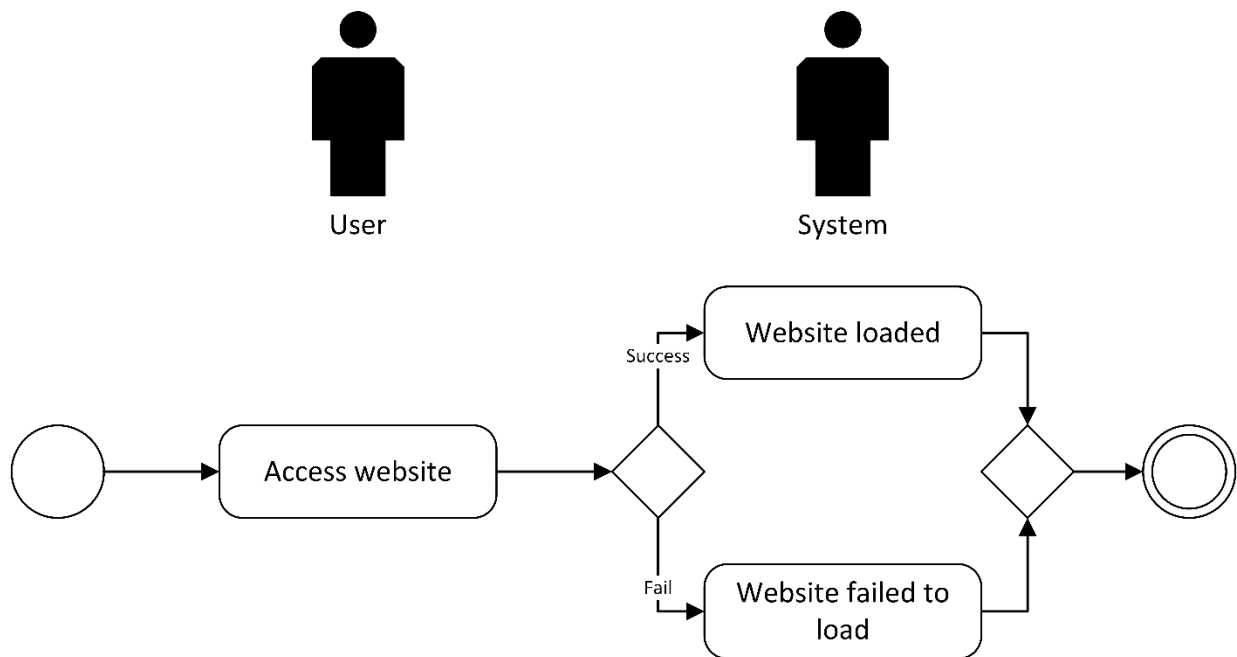 User
System
Website loaded
Success
Access website
Fail
Website failed to
load